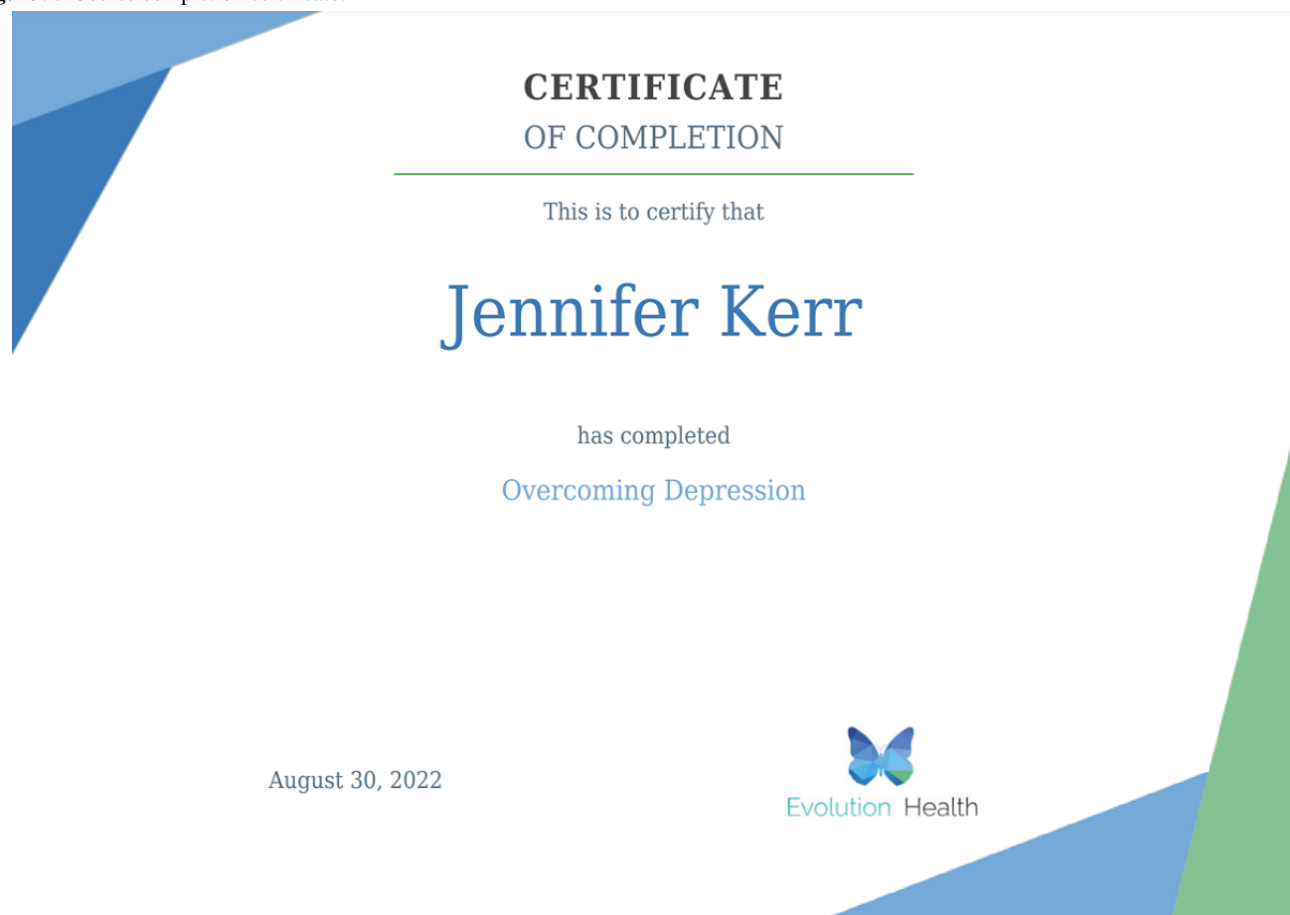 CERTIFICATE
OF COMPLETION
This is to certify that
Jennifer Kerr
has completed
Overcoming Depression
August 30, 2022
Evolution Health